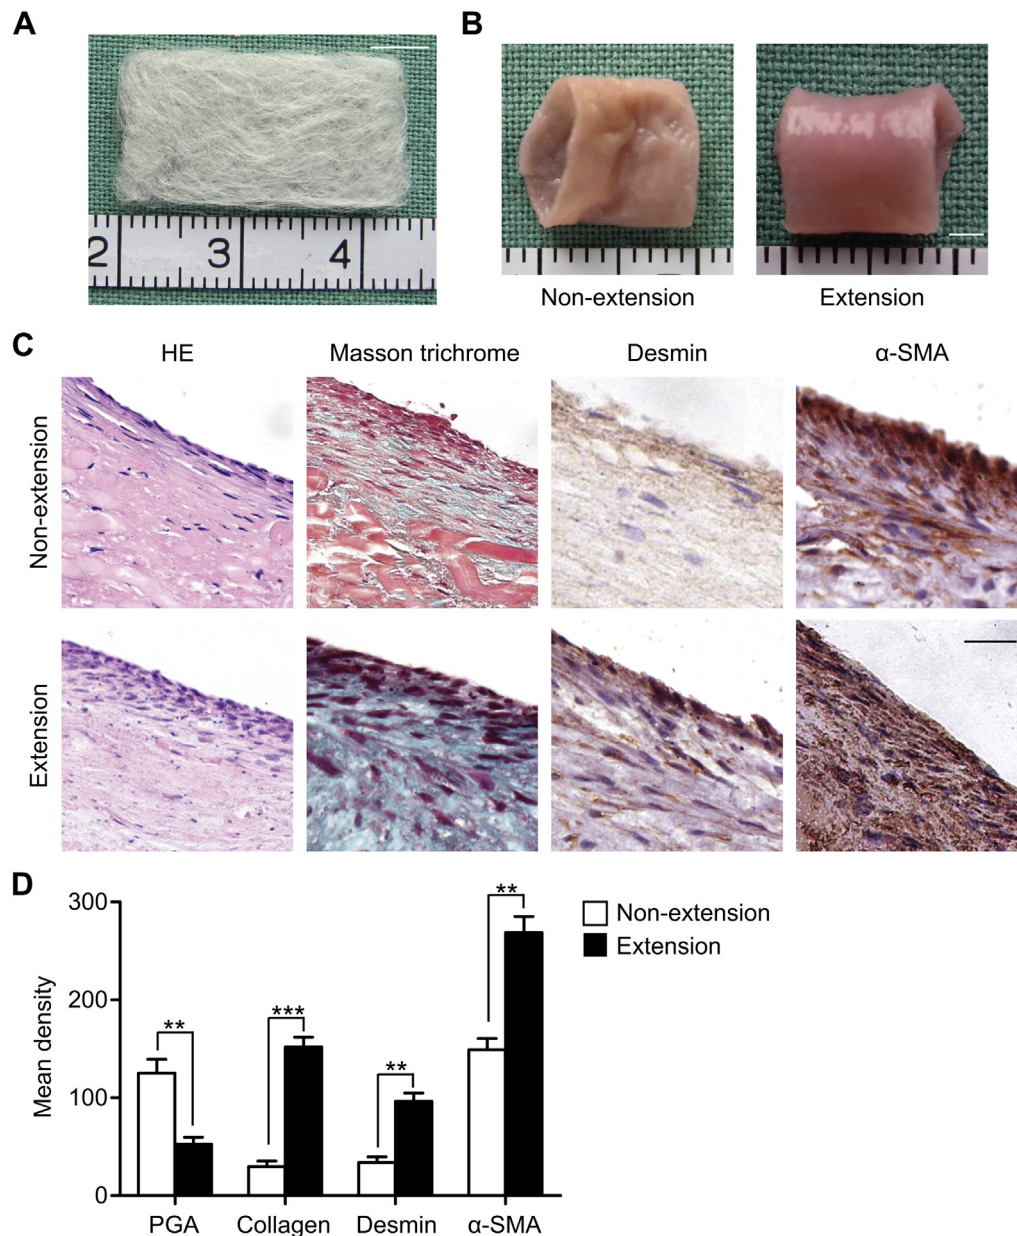 A
B
2 3 4
Non-extension Extension
C
HE Masson trichrome Desmin α-SMA
Non-extension
Extension
D
300
200
100
0
Mean density
** *** ** **
PGA Collagen Desmin α-SMA
Non-extension
Extension